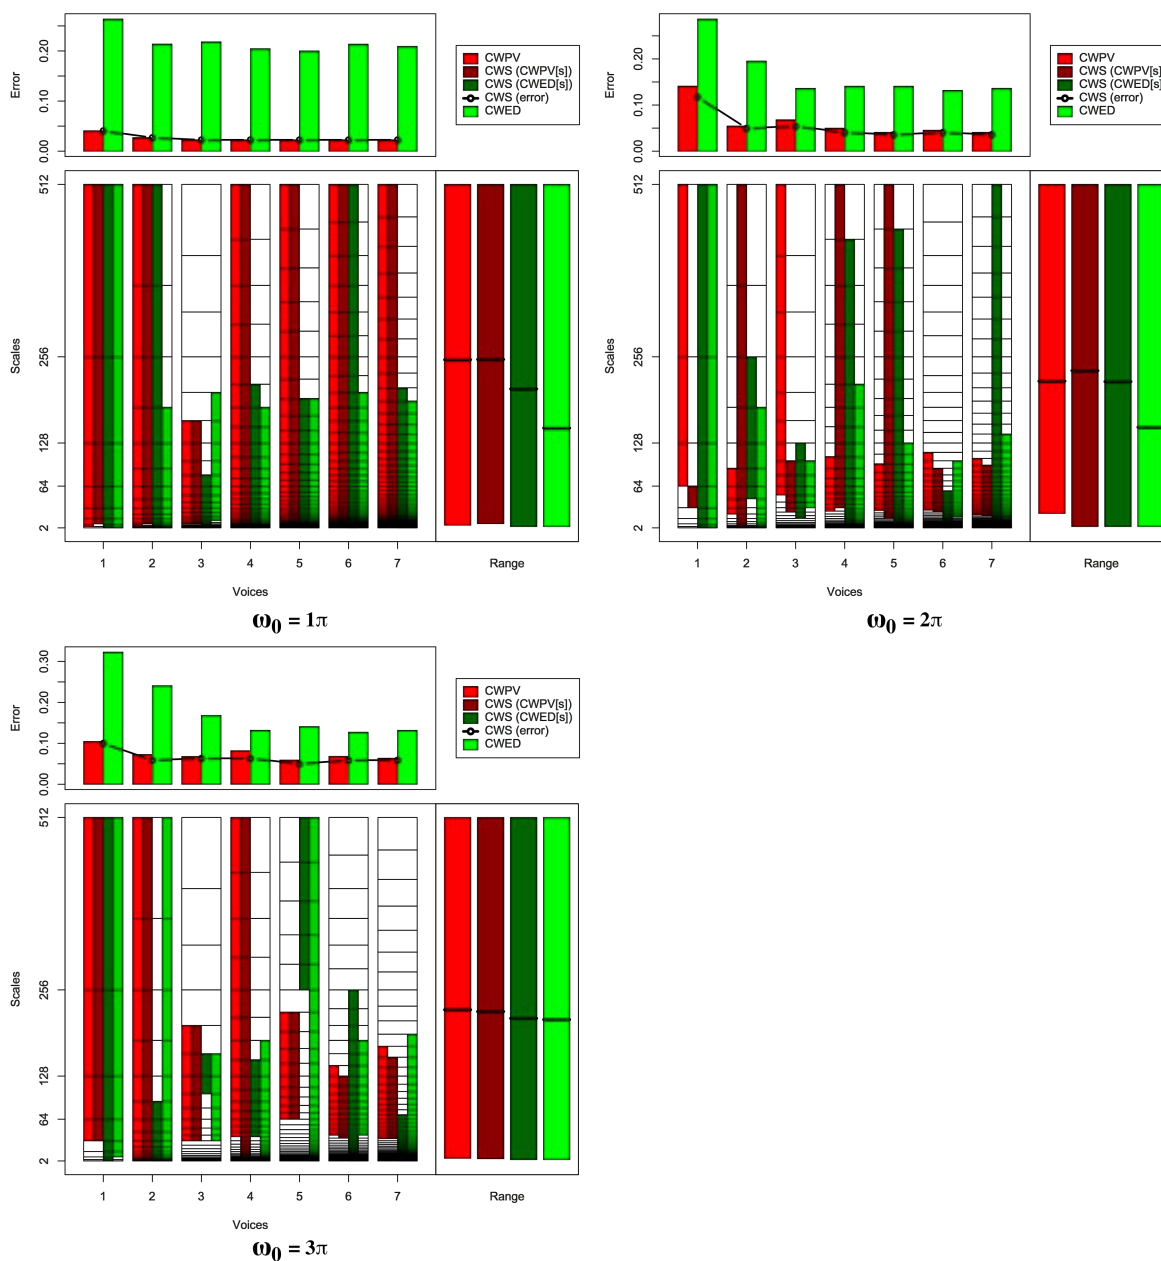 Error
0.00 0.10 0.20
CWPV
CWS (CWPV[s])
CWS (CWED[s])
CWS (error)
CWED
Scales
512
256
128
64
2
1 2 3 4 5 6 7
Voices
Range
ω0 = 1π
Error
0.00 0.10 0.20
CWPV
CWS (CWPV[s])
CWS (CWED[s])
CWS (error)
CWED
Scales
512
256
128
64
2
1 2 3 4 5 6 7
Voices
Range
ω0 = 2π
Error
0.00 0.10 0.20 0.30
CWPV
CWS (CWPV[s])
CWS (CWED[s])
CWS (error)
CWED
Scales
512
256
128
64
2
1 2 3 4 5 6 7
Voices
Range
ω0 = 3π